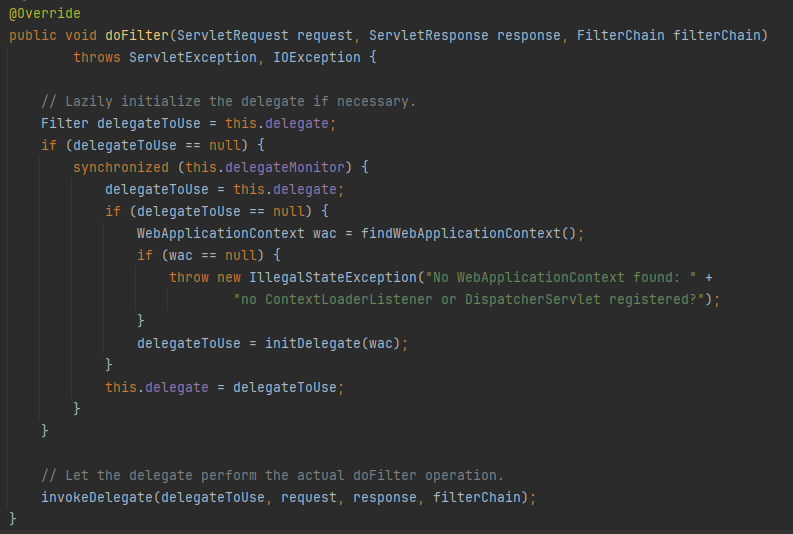 @Override
public void doFilter(ServletRequest request, ServletResponse response, FilterChain filterChain)
        throws ServletException, IOException {

    // Lazily initialize the delegate if necessary.
    Filter delegateToUse = this.delegate;
    if (delegateToUse == null) {
        synchronized (this.delegateMonitor) {
            delegateToUse = this.delegate;
            if (delegateToUse == null) {
                WebApplicationContext wac = findWebApplicationContext();
                if (wac == null) {
                    throw new IllegalStateException("No WebApplicationContext found: " +
                            "no ContextLoaderListener or DispatcherServlet registered?");
                }
                delegateToUse = initDelegate(wac);
            }
            this.delegate = delegateToUse;
        }
    }

    // Let the delegate perform the actual doFilter operation.
    invokeDelegate(delegateToUse, request, response, filterChain);
}